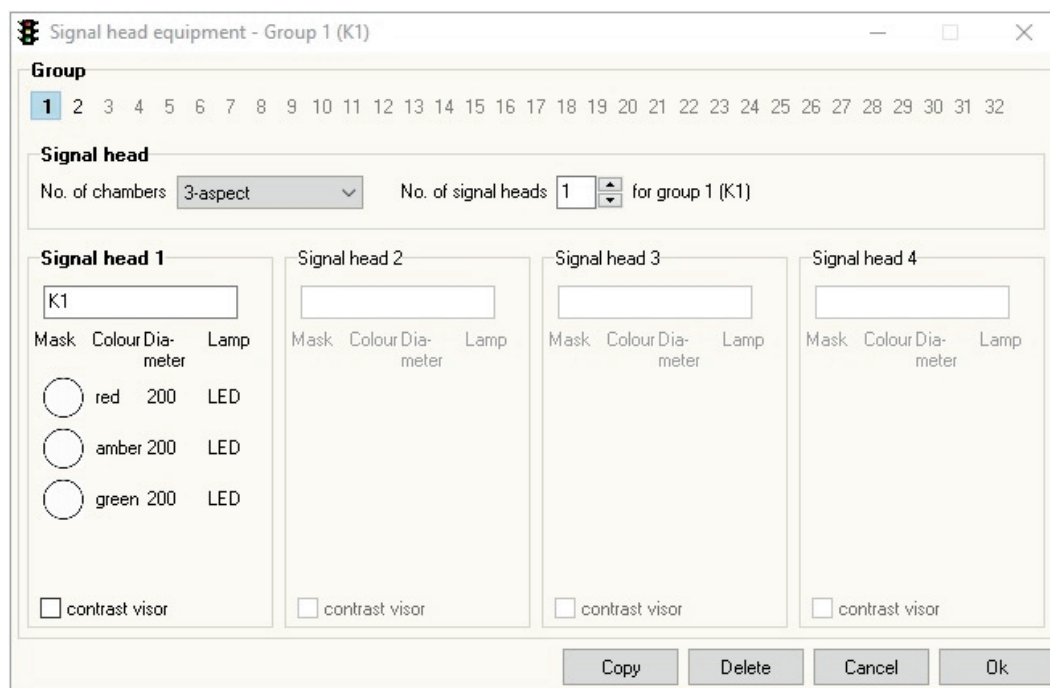 Signal head equipment - Group 1 (K1)
Group
1 2 3 4 5 6 7 8 9 10 11 12 13 14 15 16 17 18 19 20 21 22 23 24 25 26 27 28 29 30 31 32
Signal head
No. of chambers 3-aspect No. of signal heads 1 for group 1 (K1)
Signal head 1 Signal head 2 Signal head 3 Signal head 4
K1
Mask Colour Dia- Lamp Mask Colour Dia- Lamp Mask Colour Dia- Lamp Mask Colour Dia- Lamp
meter meter meter meter
red 200 LED
amber 200 LED
green 200 LED
contrast visor contrast visor contrast visor contrast visor
Copy Delete Cancel Ok